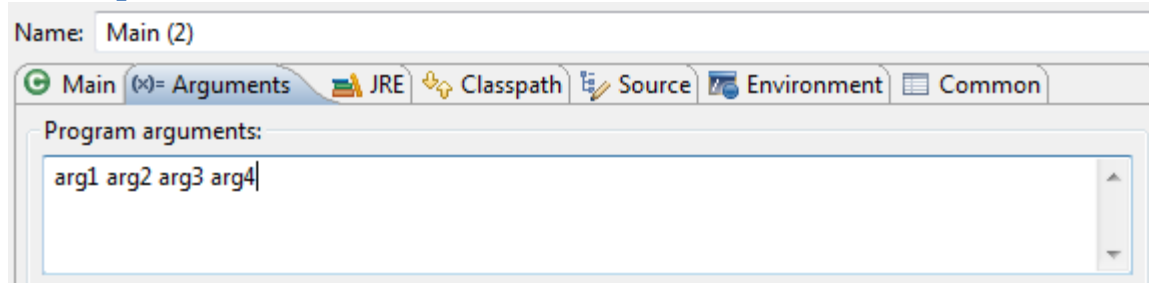 Name: Main (2)
Main (x)= Arguments JRE Classpath Source Environment Common
Program arguments:
arg1 arg2 arg3 arg4